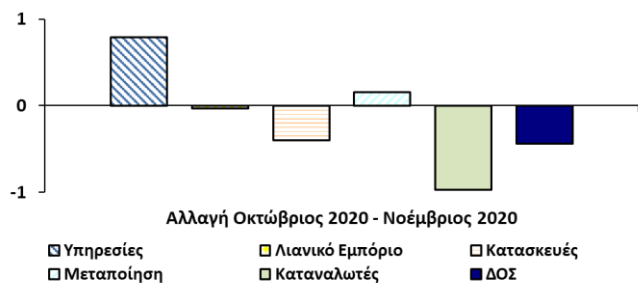 1
0
-1
Αλλαγή Οκτώβριος 2020 - Νοέμβριος 2020
Υπηρεσίες Λιανικό Εμπόριο Κατασκευές
Μεταποίηση Καταναλωτές ΔΟΣ